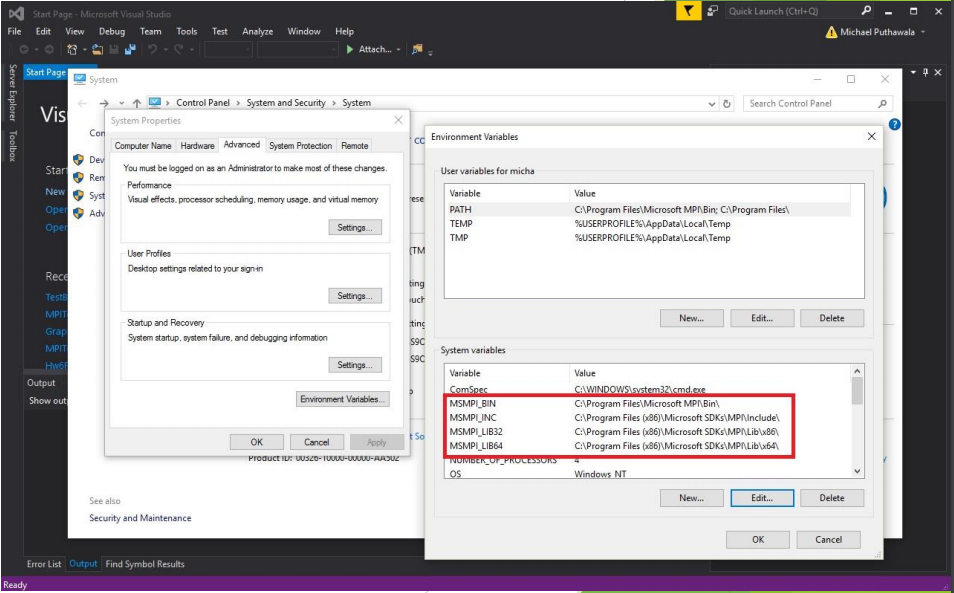 Start Page - Microsoft Visual Studio
Quick Launch (Ctrl+Q)
File Edit View Debug Team Tools Test Analyze Window Help
Michael Puthawala
Attach...
Server Explorer
Toolbox
Start Page
System
Control Panel > System and Security > System
Search Control Panel
Vis
Con
Dev
Rem
Syst
Adv
Start
New
Open
Open
Rece
TestB
MPIT
Grap
MPIT
Hw6P
System Properties
Computer Name Hardware Advanced System Protection Remote
You must be logged on as an Administrator to make most of these changes.
Performance
Visual effects, processor scheduling, memory usage, and virtual memory
Settings...
User Profiles
Desktop settings related to your sign-in
Settings...
Startup and Recovery
System startup, system failure, and debugging information
Settings...
Environment Variables...
OK Cancel Apply
Product ID: 00326-10000-00000-AA502
See also
Security and Maintenance
Environment Variables
User variables for micha
Variable Value
PATH C:\Program Files\Microsoft MPI\Bin; C:\Program Files\
TEMP %USERPROFILE%\AppData\Local\Temp
TMP %USERPROFILE%\AppData\Local\Temp
New... Edit... Delete
System variables
Variable Value
ComSpec C:\WINDOWS\system32\cmd.exe
MSMPI_BIN C:\Program Files\Microsoft MPI\Bin\
MSMPI_INC C:\Program Files (x86)\Microsoft SDKs\MPI\Include\
MSMPI_LIB32 C:\Program Files (x86)\Microsoft SDKs\MPI\Lib\x86\
MSMPI_LIB64 C:\Program Files (x86)\Microsoft SDKs\MPI\Lib\x64\
NUMBER_OF_PROCESSORS 4
OS Windows_NT
New... Edit... Delete
OK Cancel
Output
Show out
Error List Output Find Symbol Results
Ready